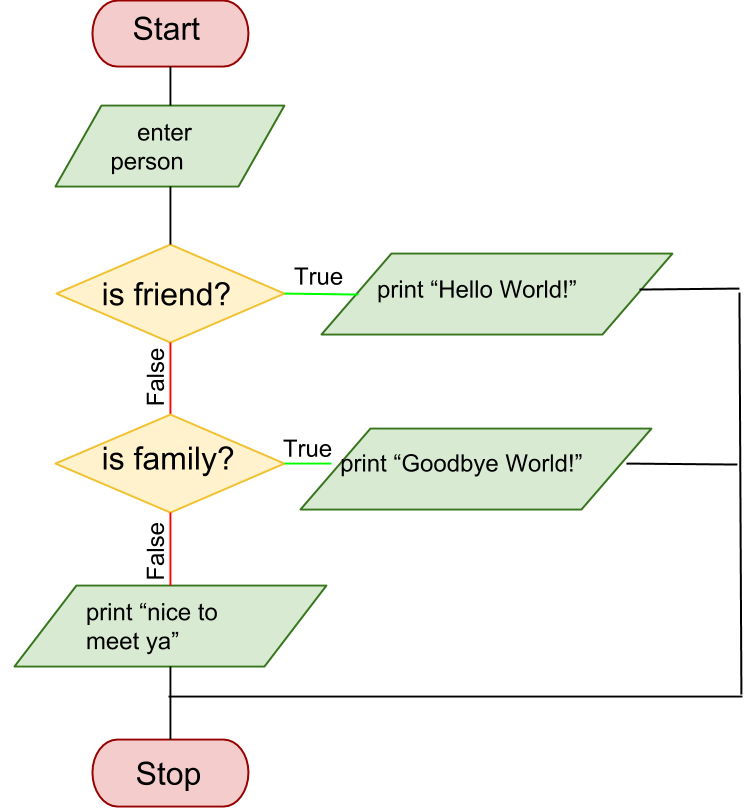 Start
enter
person
is friend?
True
print “Hello World!”
False
is family?
True
print “Goodbye World!”
False
print “nice to
meet ya”
Stop